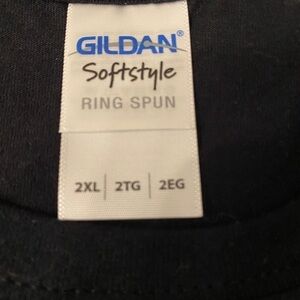 GILDAN®
Softstyle
RING SPUN
2XL | 2TG | 2EG